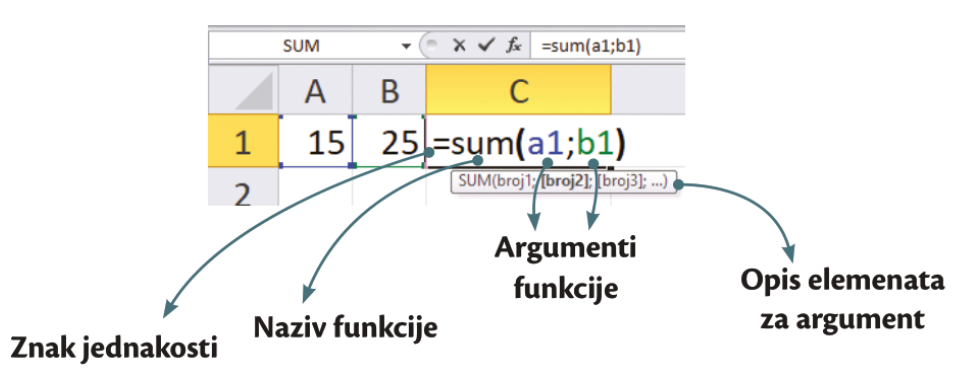 SUM fx =sum(a1;b1)
A B C
1 15 25 =sum(a1;b1)
SUM(broj1; [broj2]; [broj3]; ...)
2
Argumenti
funkcije
Opis elemenata
za argument
Naziv funkcije
Znak jednakosti